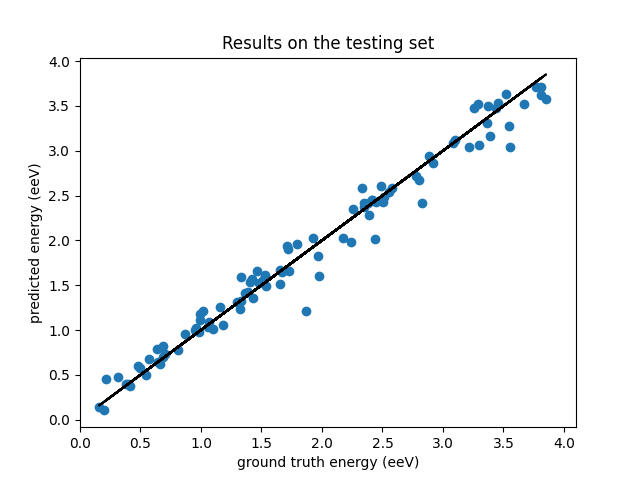 Results on the testing set
predicted energy (eeV)
4.0
3.5
3.0
2.5
2.0
1.5
1.0
0.5
0.0
0.0 0.5 1.0 1.5 2.0 2.5 3.0 3.5 4.0
ground truth energy (eeV)